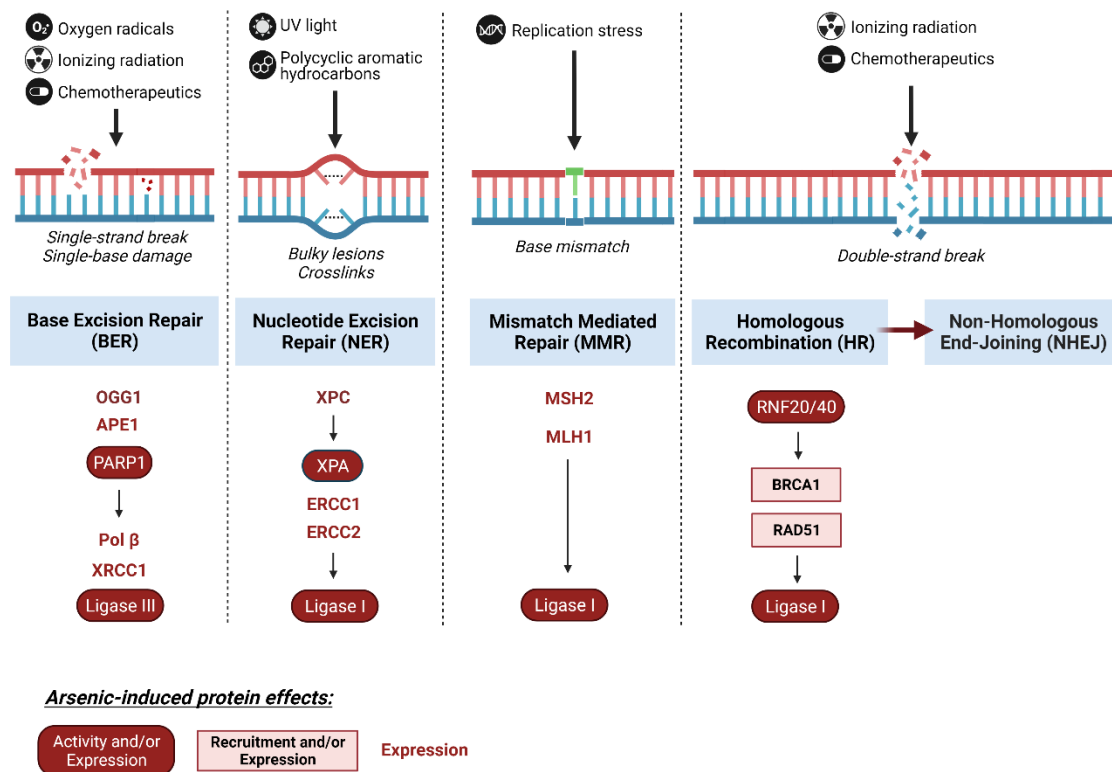 O₂·
Oxygen radicals
Ionizing radiation
Chemotherapeutics
Single-strand break
Single-base damage
Base Excision Repair
(BER)
OGG1
APE1
PARP1
Pol β
XRCC1
Ligase III
UV light
Polycyclic aromatic
hydrocarbons
Bulky lesions
Crosslinks
Nucleotide Excision
Repair (NER)
XPC
XPA
ERCC1
ERCC2
Ligase I
Replication stress
Base mismatch
Mismatch Mediated
Repair (MMR)
MSH2
MLH1
Ligase I
Ionizing radiation
Chemotherapeutics
Double-strand break
Homologous
Recombination (HR)
Non-Homologous
End-Joining (NHEJ)
RNF20/40
BRCA1
RAD51
Ligase I
Arsenic-induced protein effects:
Activity and/or
Expression
Recruitment and/or
Expression
Expression